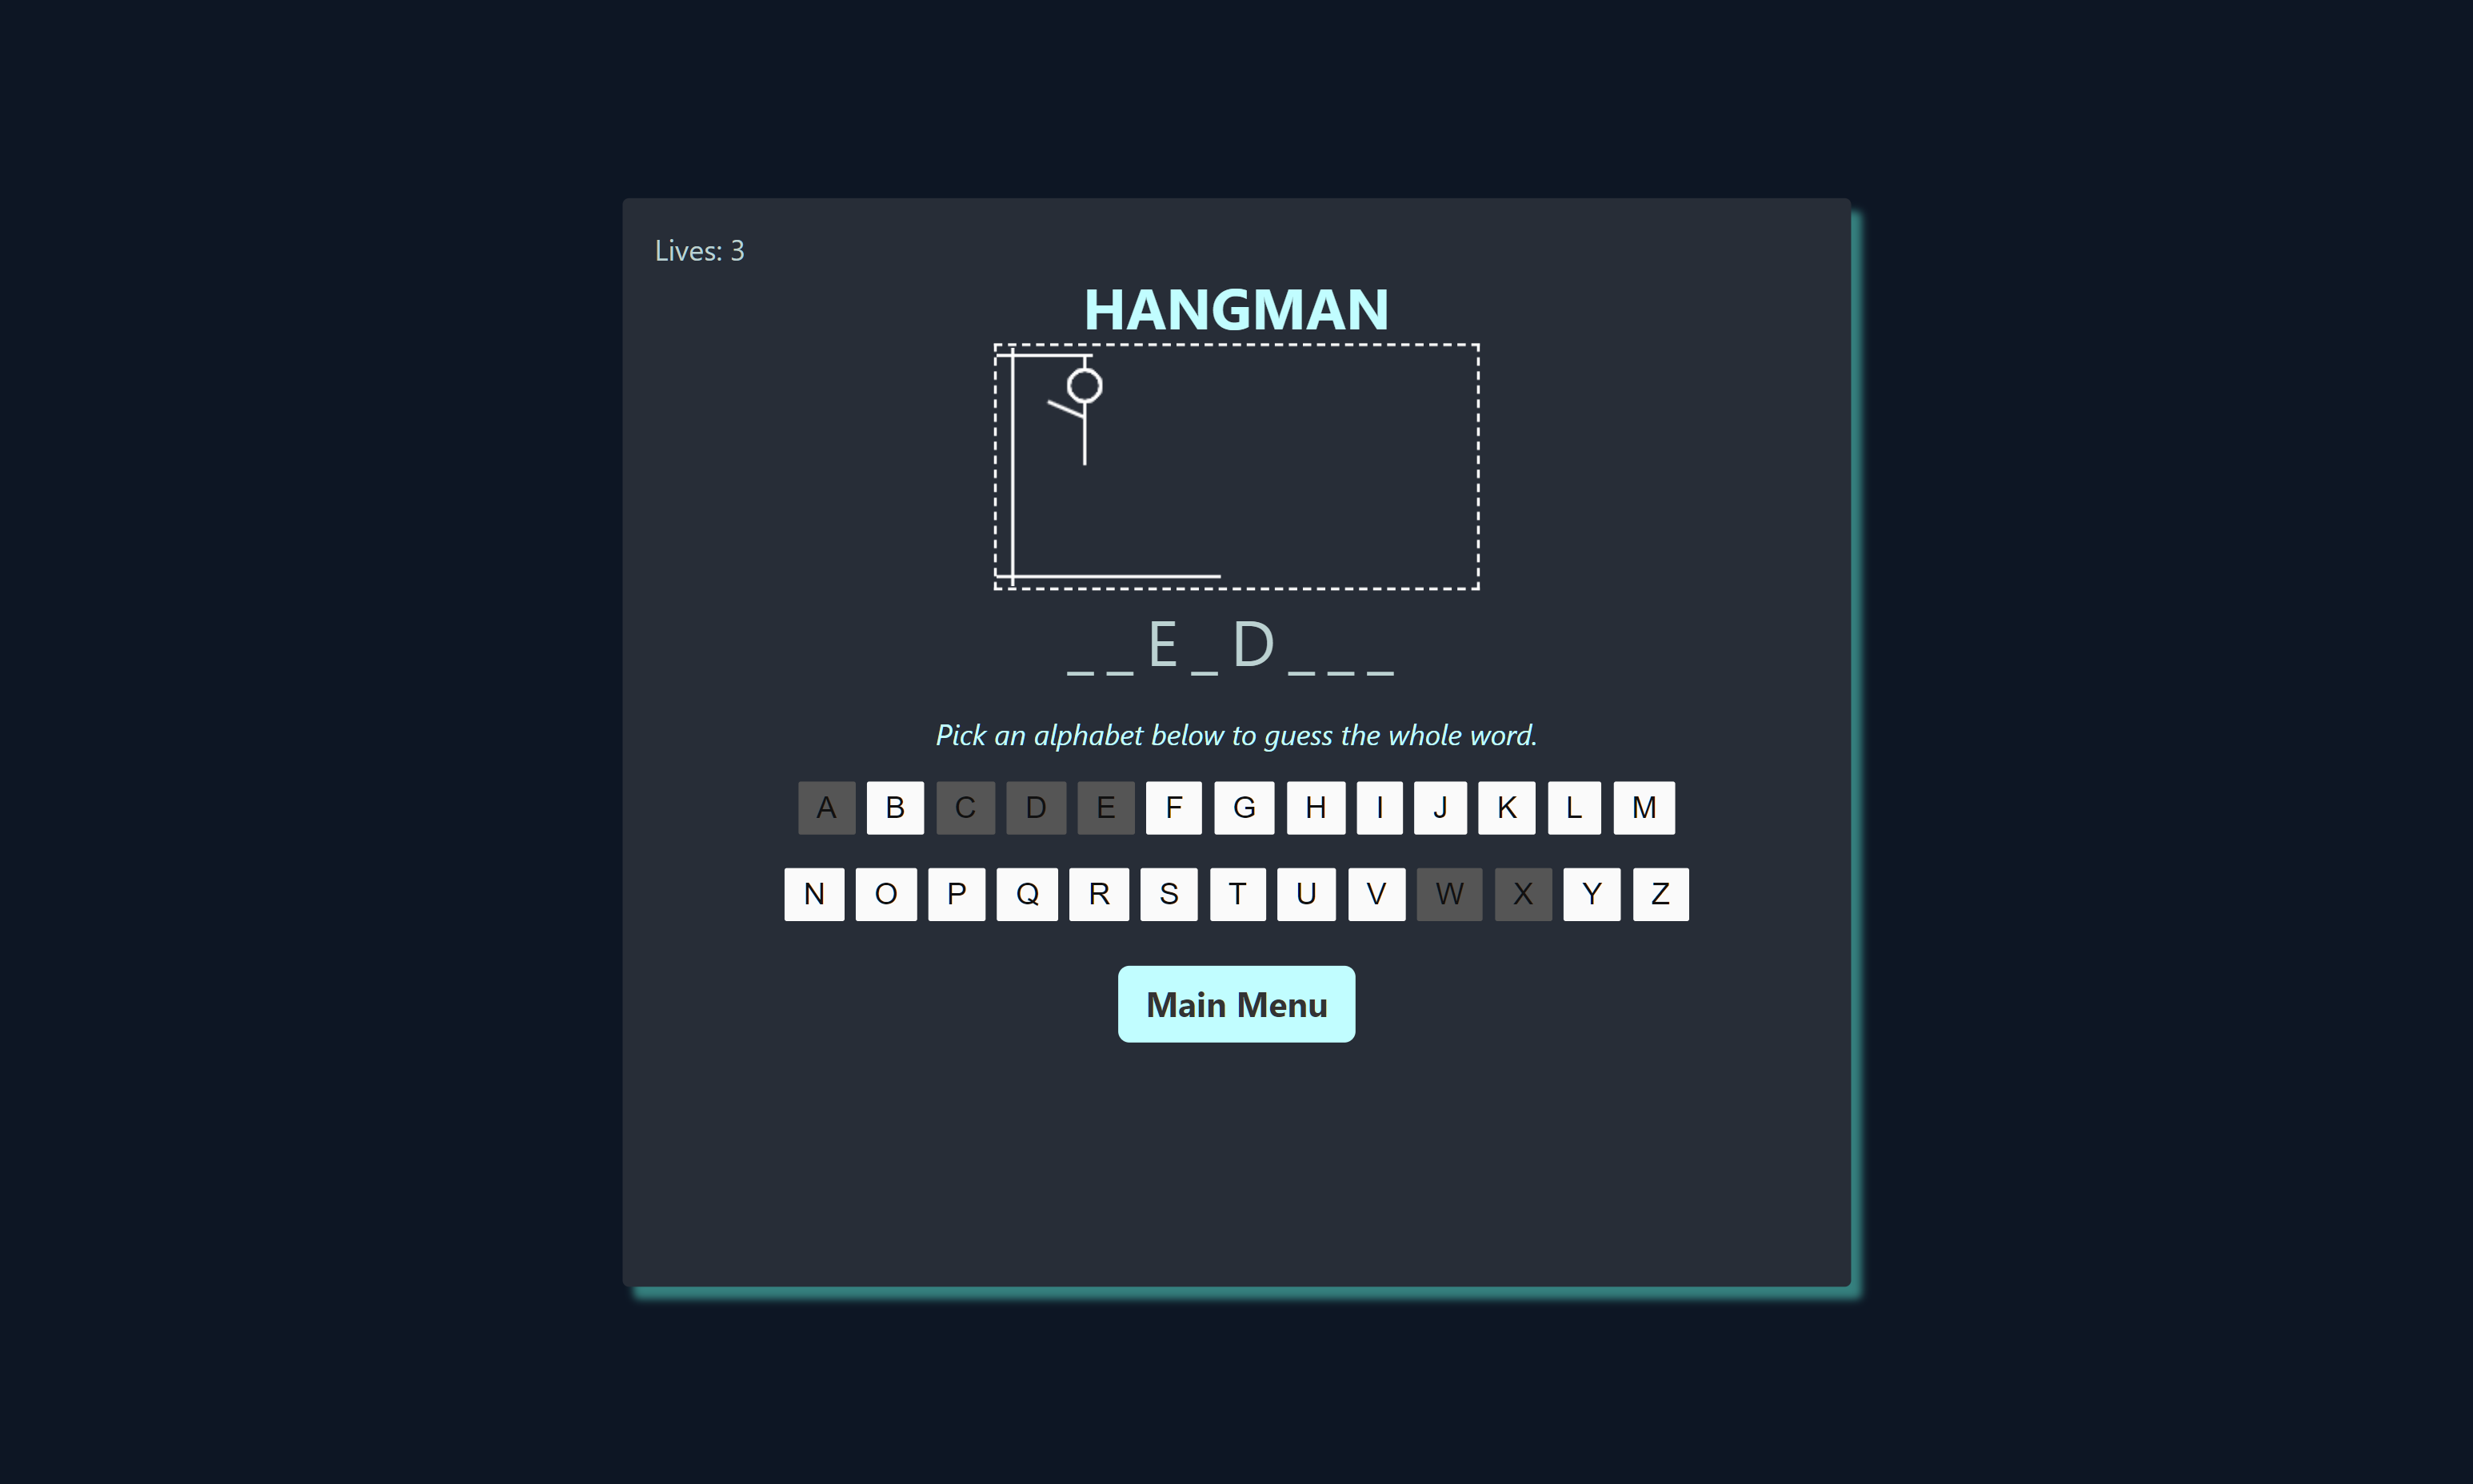 Lives: 3
HANGMAN
_ _ E _ D _ _ _
Pick an alphabet below to guess the whole word.
A B C D E F G H I J K L M
N O P Q R S T U V W X Y Z
Main Menu